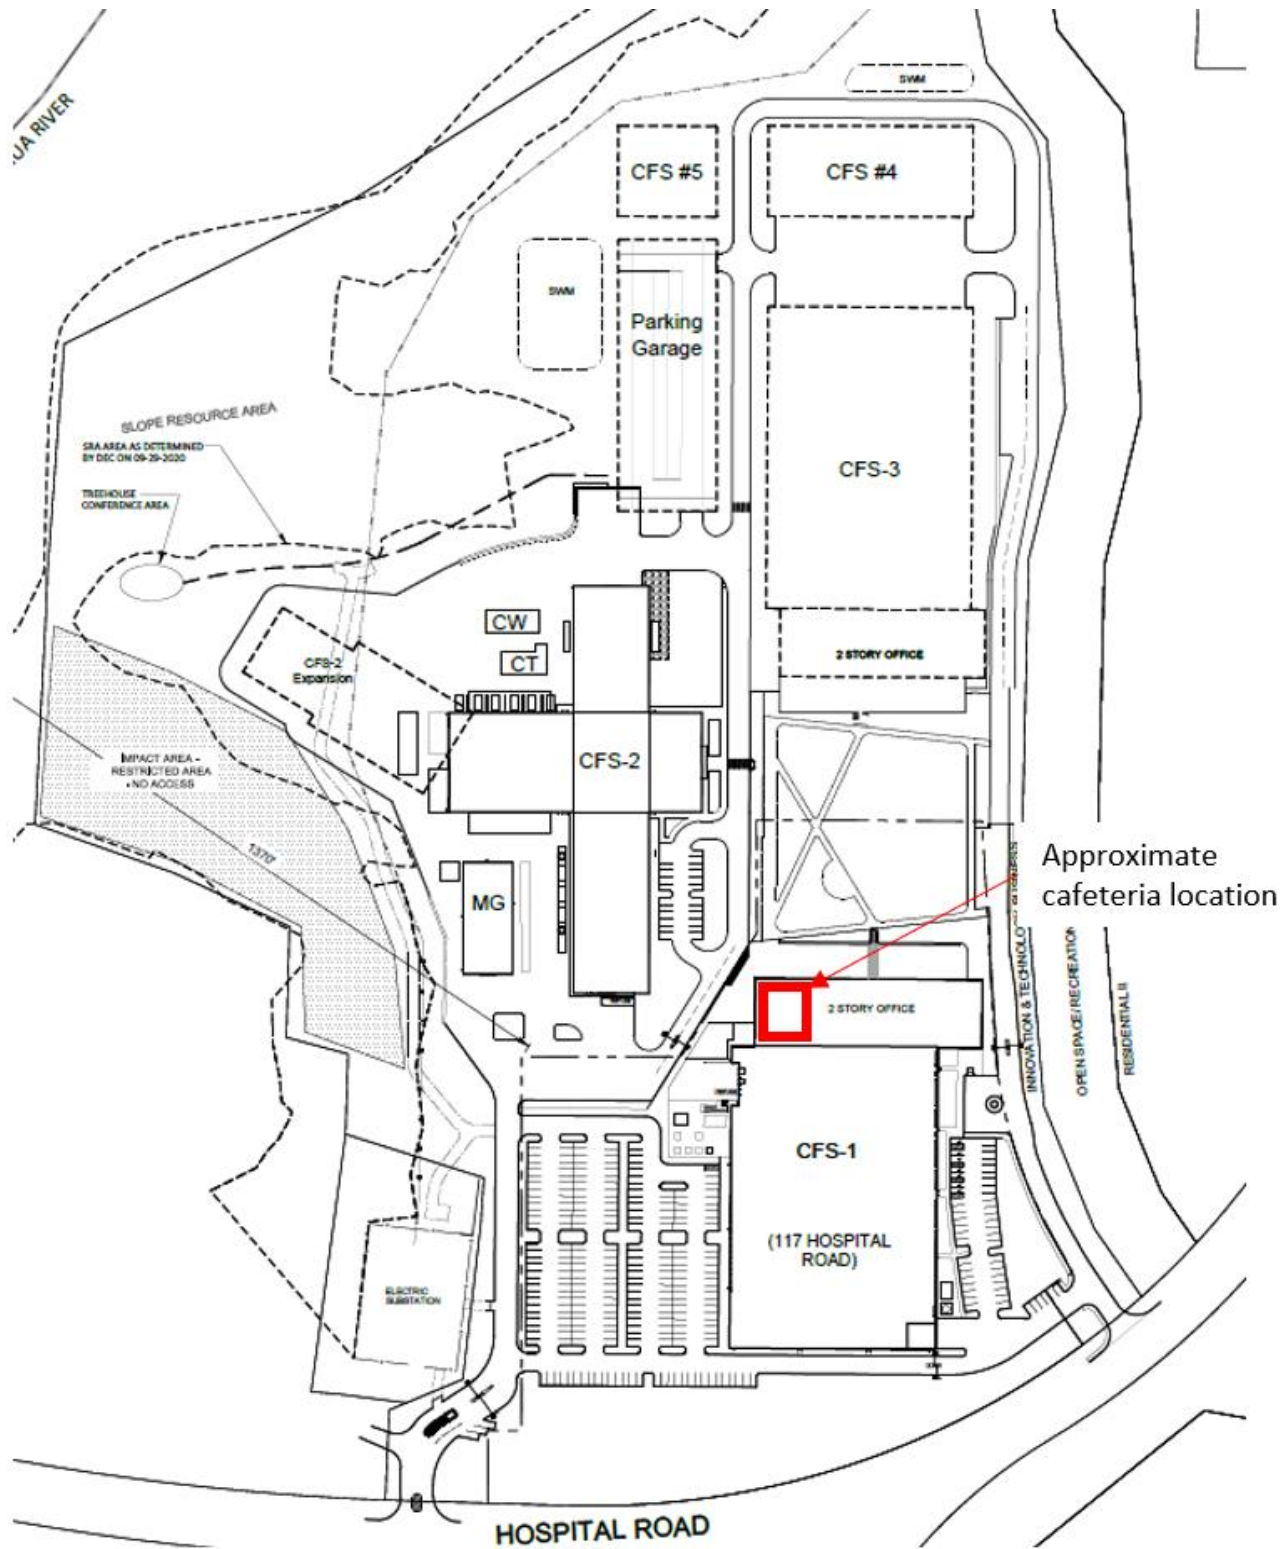 SWM
UA RIVER
CFS #5
CFS #4
SWM
Parking
Garage
SLOPE RESOURCE AREA
SRA AREA AS DETERMINED
BY DEC ON 09-29-2020
CFS-3
TREEHOUSE
CONFERENCE AREA
CW
CT
CFS-2
Expansion
2 STORY OFFICE
CFS-2
IMPACT AREA -
RESTRICTED AREA
- NO ACCESS
1370'
Approximate
cafeteria location
MG
2 STORY OFFICE
INNOVATION & TECHNOLO
OPEN SPACE/RECREATION
RESIDENTIAL II
CFS-1
(117 HOSPITAL
ROAD)
ELECTRIC
SUBSTATION
HOSPITAL ROAD